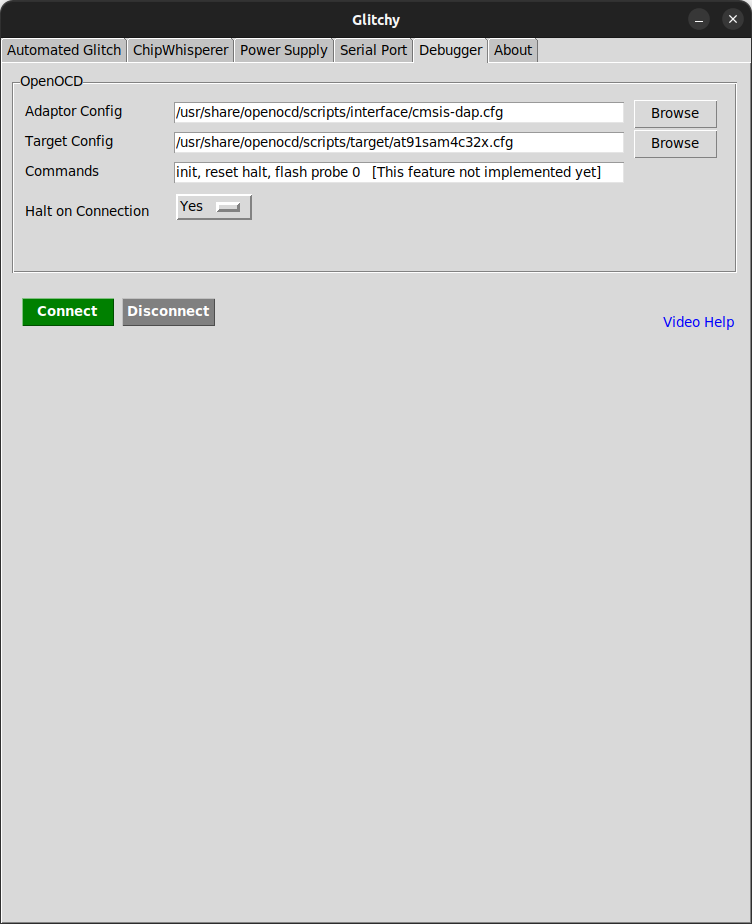 Glitchy
Automated Glitch ChipWhisperer Power Supply Serial Port Debugger About
OpenOCD
Adaptor Config /usr/share/openocd/scripts/interface/cmsis-dap.cfg Browse
Target Config /usr/share/openocd/scripts/target/at91sam4c32x.cfg Browse
Commands init, reset halt, flash probe 0 [This feature not implemented yet]
Halt on Connection Yes
Connect Disconnect
Video Help